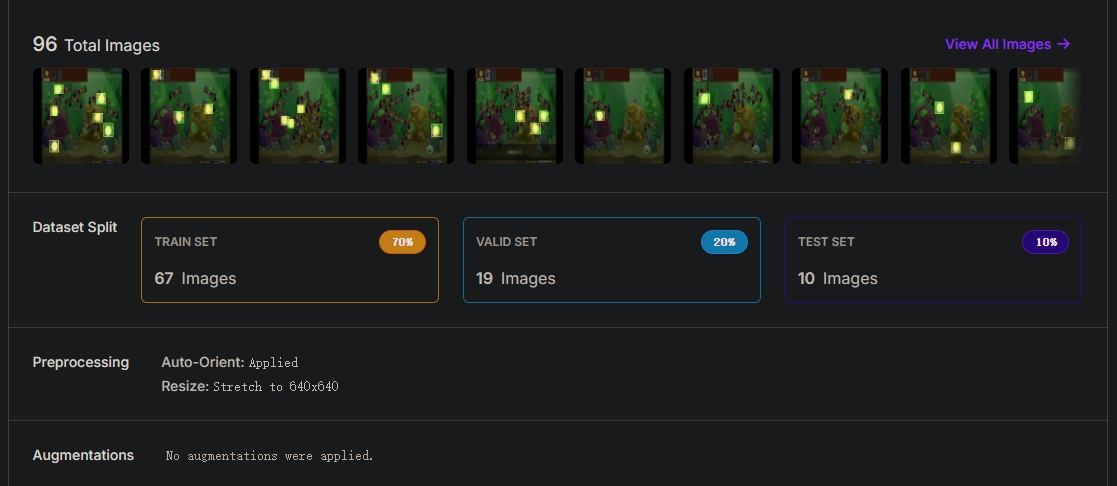 96 Total Images
View All Images →
Dataset Split
TRAIN SET
70%
67 Images
VALID SET
20%
19 Images
TEST SET
10%
10 Images
Preprocessing
Auto-Orient: Applied
Resize: Stretch to 640x640
Augmentations
No augmentations were applied.